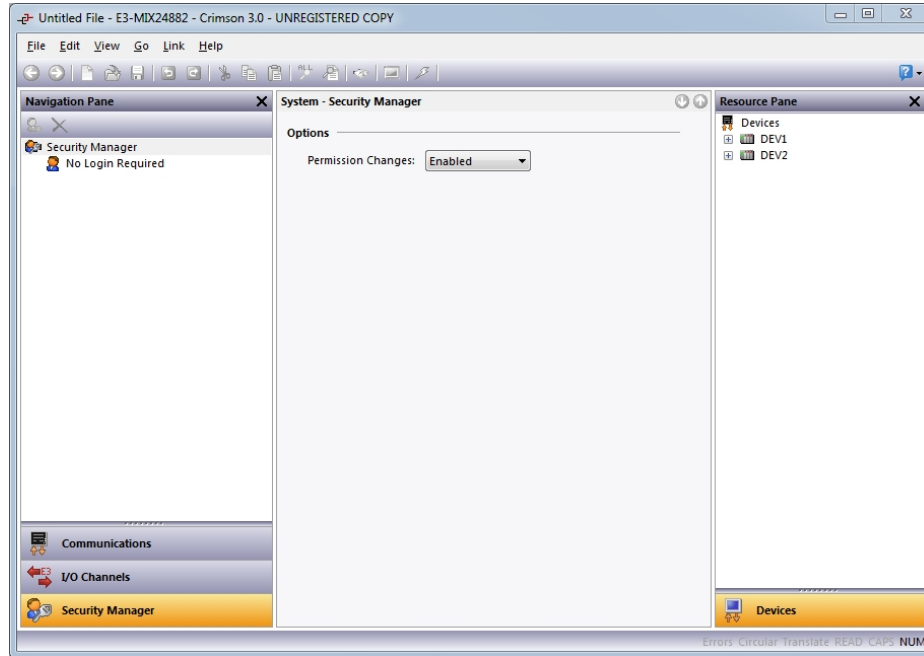 Untitled File - E3-MIX24882 - Crimson 3.0 - UNREGISTERED COPY
File Edit View Go Link Help
Navigation Pane
Security Manager
No Login Required
Communications
E3
I/O Channels
Security Manager
System - Security Manager
Options
Permission Changes: Enabled
Resource Pane
Devices
DEV1
DEV2
Devices
Errors Circular Translate READ CAPS NUM